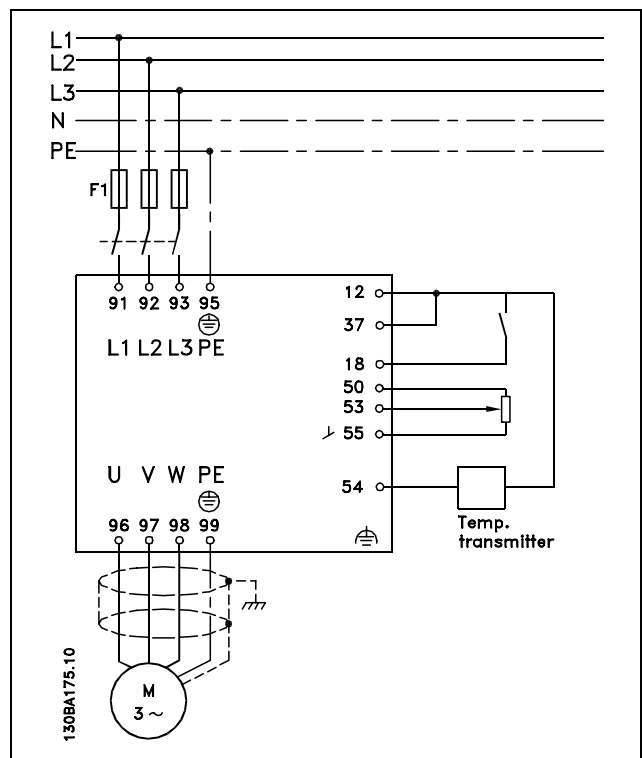 L1
L2
L3
N
PE
F1
91 92 93 95
L1 L2 L3 PE
12
37
18
50
53
55
54
U V W PE
96 97 98 99
Temp.
transmitter
M
3 ~
130BA175.10